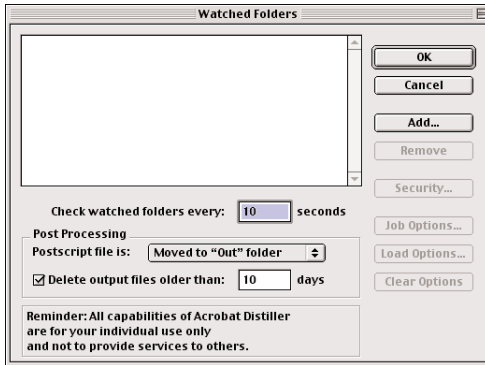 Watched Folders
OK
Cancel
Add...
Remove
Security...
Job Options...
Load Options...
Clear Options
Check watched folders every: 10 seconds
Post Processing
Postscript file is: Moved to “Out” folder
Delete output files older than: 10 days
Reminder: All capabilities of Acrobat Distiller
are for your individual use only
and not to provide services to others.